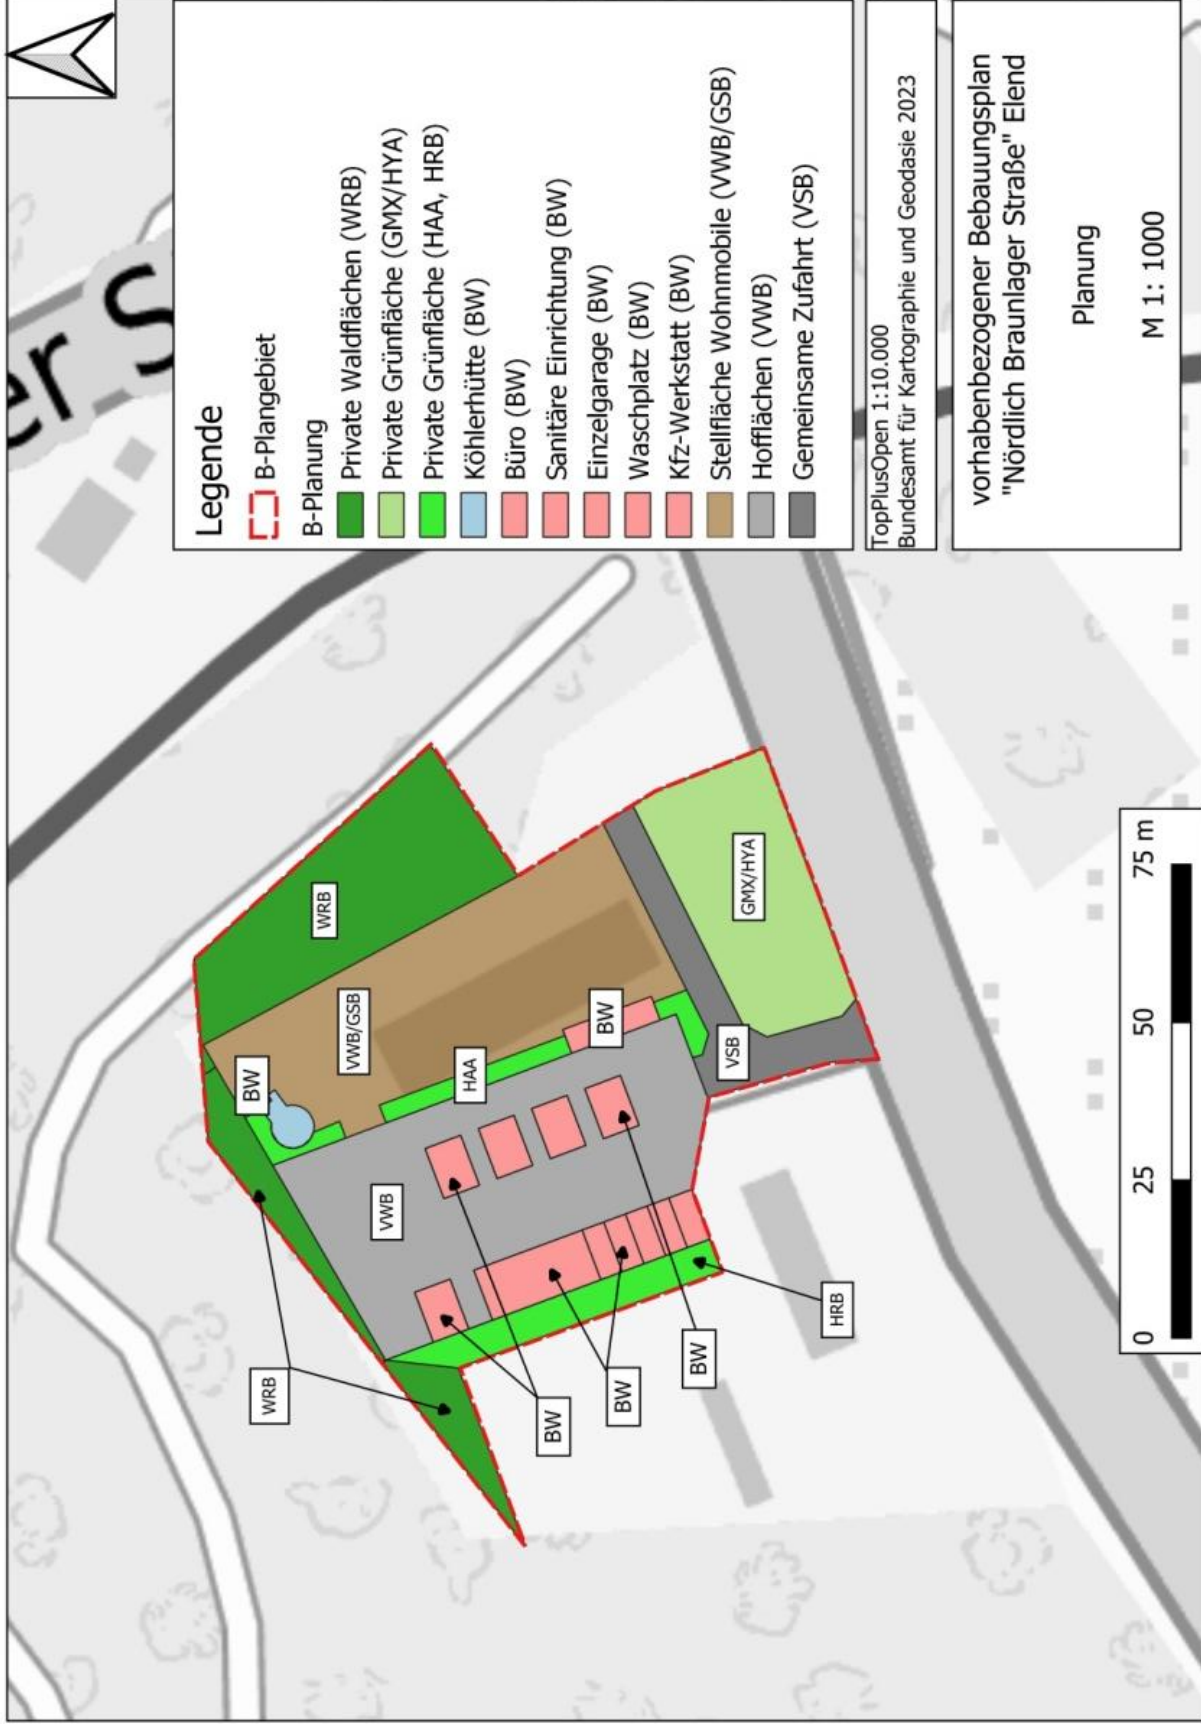 er S
Legende
B-Plangebiet
B-Planung
Private Waldflächen (WRB)
Private Grünfläche (GMX/HYA)
Private Grünfläche (HAA, HRB)
Köhlerhütte (BW)
Büro (BW)
Sanitäre Einrichtung (BW)
Einzelgarage (BW)
Waschplatz (BW)
Kfz-Werkstatt (BW)
Stellfläche Wohnmobile (VWB/GSB)
Hofflächen (VWB)
Gemeinsame Zufahrt (VSB)
TopPlusOpen 1:10.000
Bundesamt für Kartographie und Geodasie 2023
vorhabenbezogener Bebauungsplan
"Nördlich Braunlager Straße" Elend
Planung
M 1: 1000
WRB
BW
VWB/GSB
WRB
VWB
HAA
BW
BW
BW
BW
VSB
GMX/HYA
HRB
0 25 50 75 m